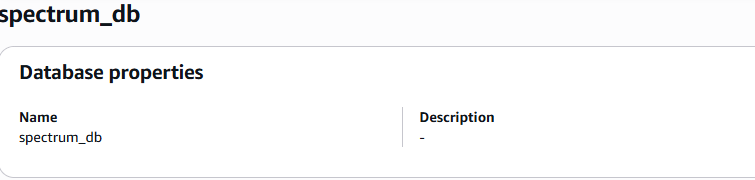 spectrum_db
Database properties
Name
spectrum_db
Description
-